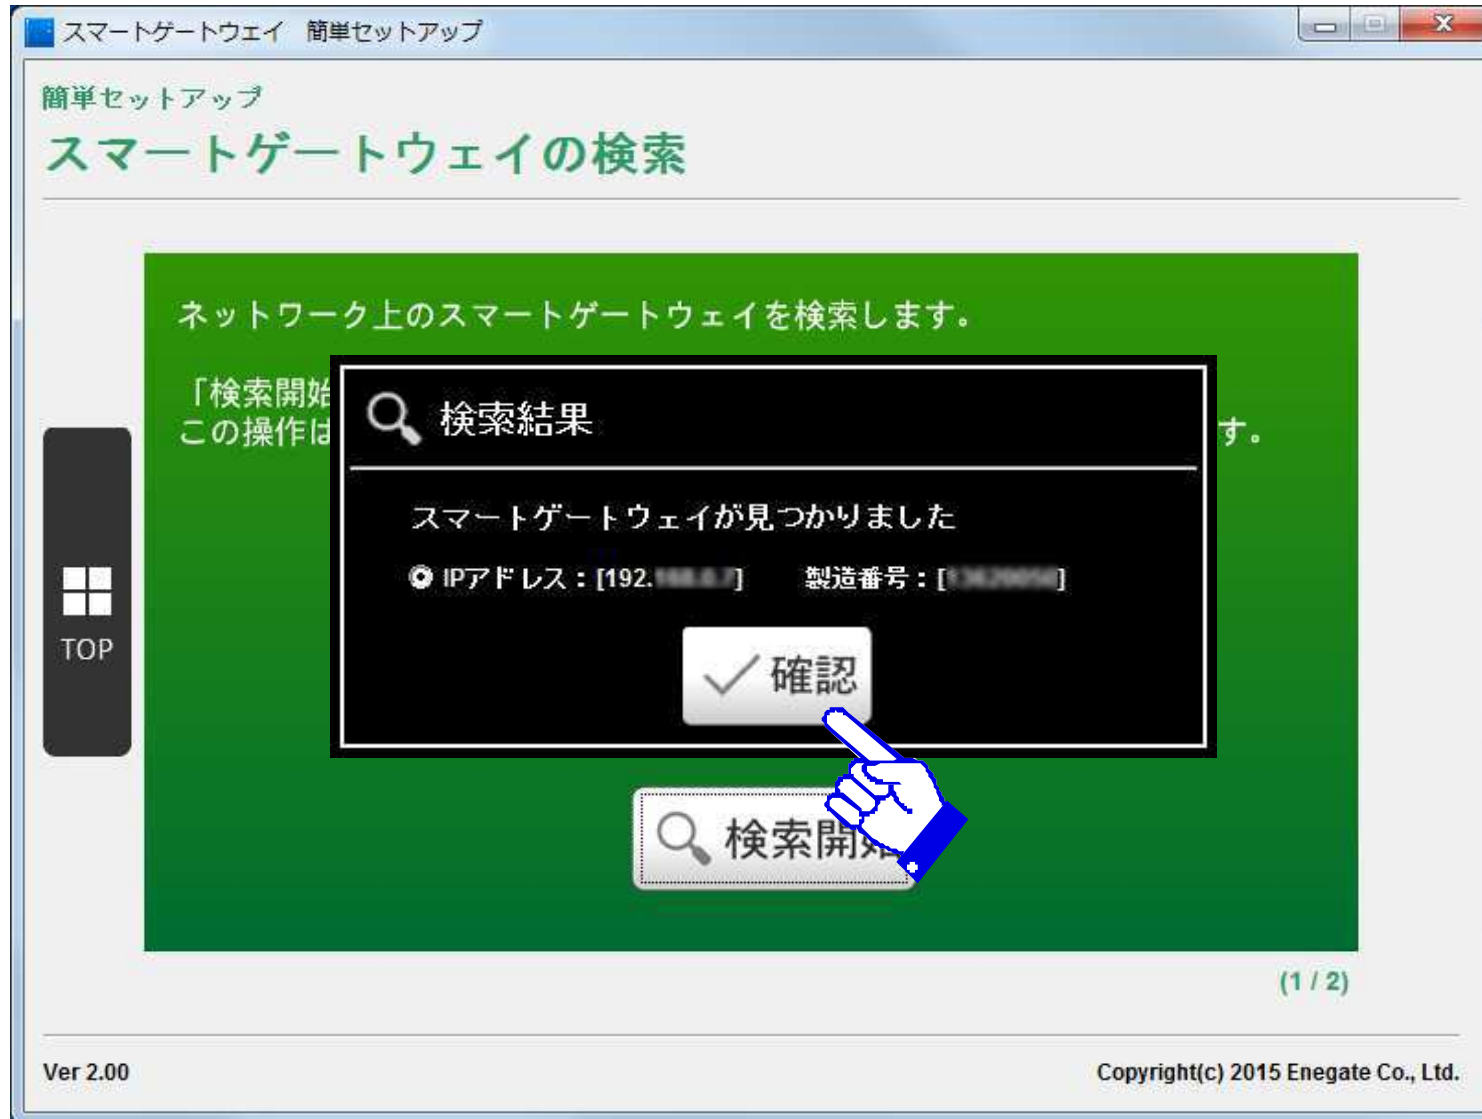 スマートゲートウェイ 簡単セットアップ
簡単セットアップ
スマートゲートウェイの検索
ネットワーク上のスマートゲートウェイを検索します。
「検索開始
この操作は
す。
検索結果
スマートゲートウェイが見つかりました
IPアドレス：[192. ] 製造番号：[ ]
確認
TOP
検索開始
(1 / 2)
Ver 2.00
Copyright(c) 2015 Enegate Co., Ltd.